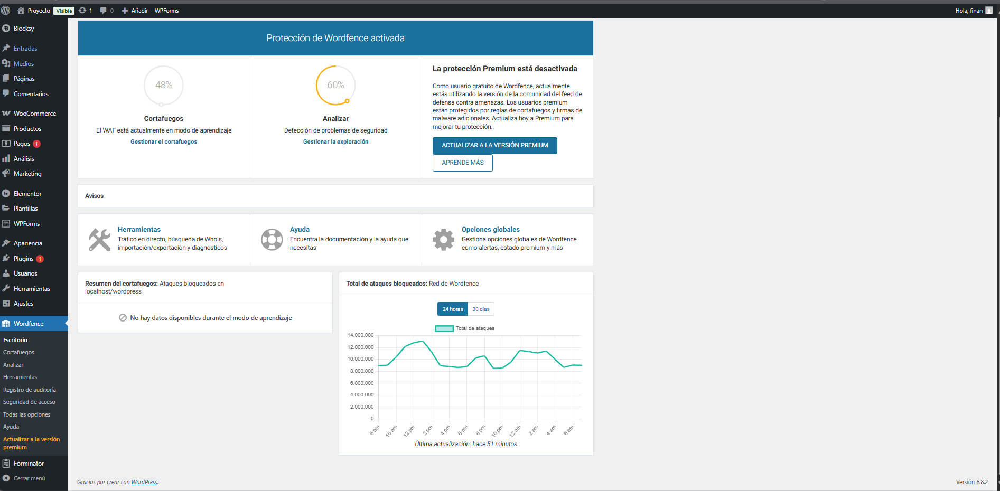 Proyecto Visible 1 0 Añadir WPForms Hola, finan
Blocksy
Entradas
Medios
Páginas
Comentarios
WooCommerce
Productos
Pagos 1
Análisis
Marketing
Elementor
Plantillas
WPForms
Apariencia
Plugins 1
Usuarios
Herramientas
Ajustes
Wordfence
Escritorio
Cortafuegos
Analizar
Herramientas
Registro de auditoría
Seguridad de acceso
Todas las opciones
Ayuda
Actualizar a la versión
premium
Forminator
Cerrar menú
Protección de Wordfence activada
48%
Cortafuegos
El WAF está actualmente en modo de aprendizaje
Gestionar el cortafuegos
60%
Analizar
Detección de problemas de seguridad
Gestionar la exploración
La protección Premium está desactivada
Como usuario gratuito de Wordfence, actualmente
estás utilizando la versión de la comunidad del feed de
defensa contra amenazas. Los usuarios premium
están protegidos por reglas de cortafuegos y firmas de
malware adicionales. Actualiza hoy a Premium para
mejorar tu protección.
ACTUALIZAR A LA VERSIÓN PREMIUM
APRENDE MÁS
Avisos
Herramientas
Tráfico en directo, búsqueda de Whois,
importación/exportación y diagnósticos
Ayuda
Encuentra la documentación y la ayuda que
necesitas
Opciones globales
Gestiona opciones globales de Wordfence
como alertas, estado premium y más
Resumen del cortafuegos: Ataques bloqueados en
localhost/wordpress
No hay datos disponibles durante el modo de aprendizaje
Total de ataques bloqueados: Red de Wordfence
24 horas 30 días
Total de ataques
14.000.000
12.000.000
10.000.000
8.000.000
6.000.000
4.000.000
2.000.000
0
8 am 10 am 12 pm 2 pm 4 pm 6 pm 8 pm 10 pm 12 am 2 am 4 am 6 am
Última actualización: hace 51 minutos
Gracias por crear con WordPress.
Versión 6.8.2